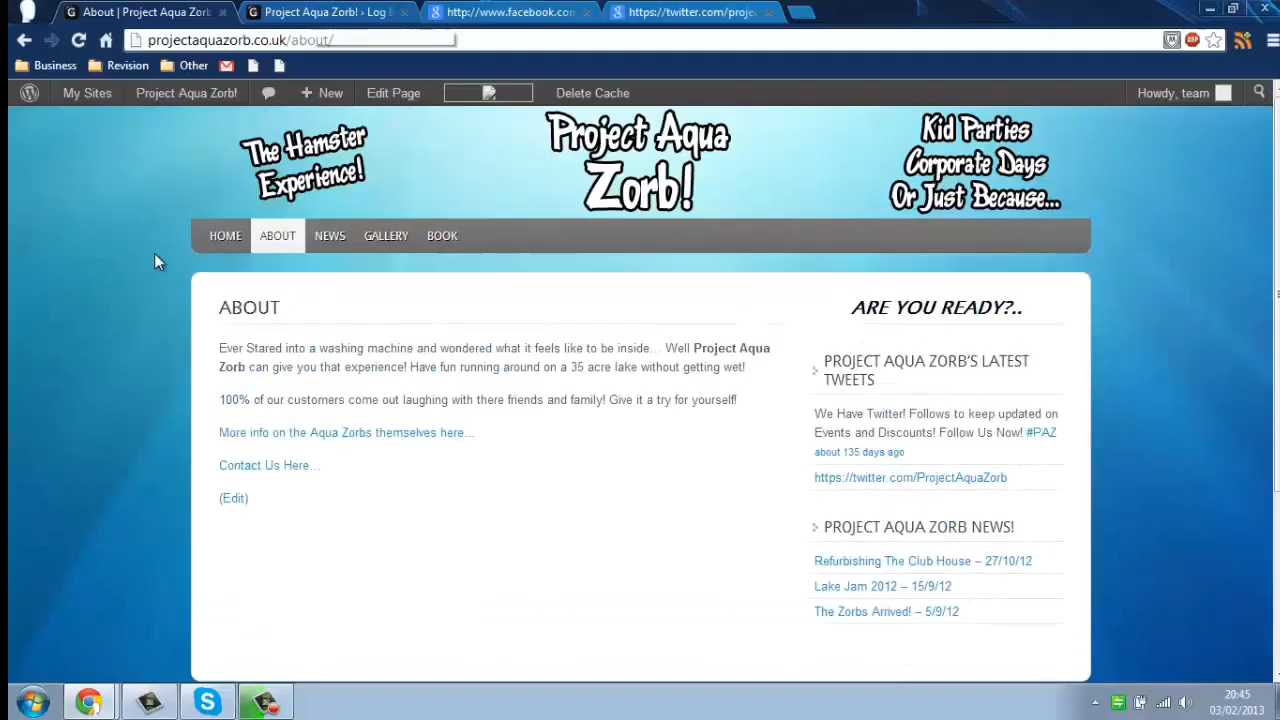 About | Project Aqua Zorb
Project Aqua Zorb! › Log
http://www.facebook.com
https://twitter.com/proje
projectaquazorb.co.uk/about/
Business
Revision
Other
ABP
My Sites
Project Aqua Zorb!
New
Edit Page
Delete Cache
Howdy, team
The Hamster
Experience!
Project Aqua
Zorb!
Kid Parties
Corporate Days
Or Just Because...
HOME
ABOUT
NEWS
GALLERY
BOOK
ABOUT
Ever Stared into a washing machine and wondered what it feels like to be inside… Well Project Aqua
Zorb can give you that experience! Have fun running around on a 35 acre lake without getting wet!
100% of our customers come out laughing with there friends and family! Give it a try for yourself!
More info on the Aqua Zorbs themselves here…
Contact Us Here…
(Edit)
ARE YOU READY?..
PROJECT AQUA ZORB'S LATEST
TWEETS
We Have Twitter! Follows to keep updated on
Events and Discounts! Follow Us Now! #PAZ
about 135 days ago
https://twitter.com/ProjectAquaZorb
PROJECT AQUA ZORB NEWS!
Refurbishing The Club House – 27/10/12
Lake Jam 2012 – 15/9/12
The Zorbs Arrived! – 5/9/12
20:45
03/02/2013